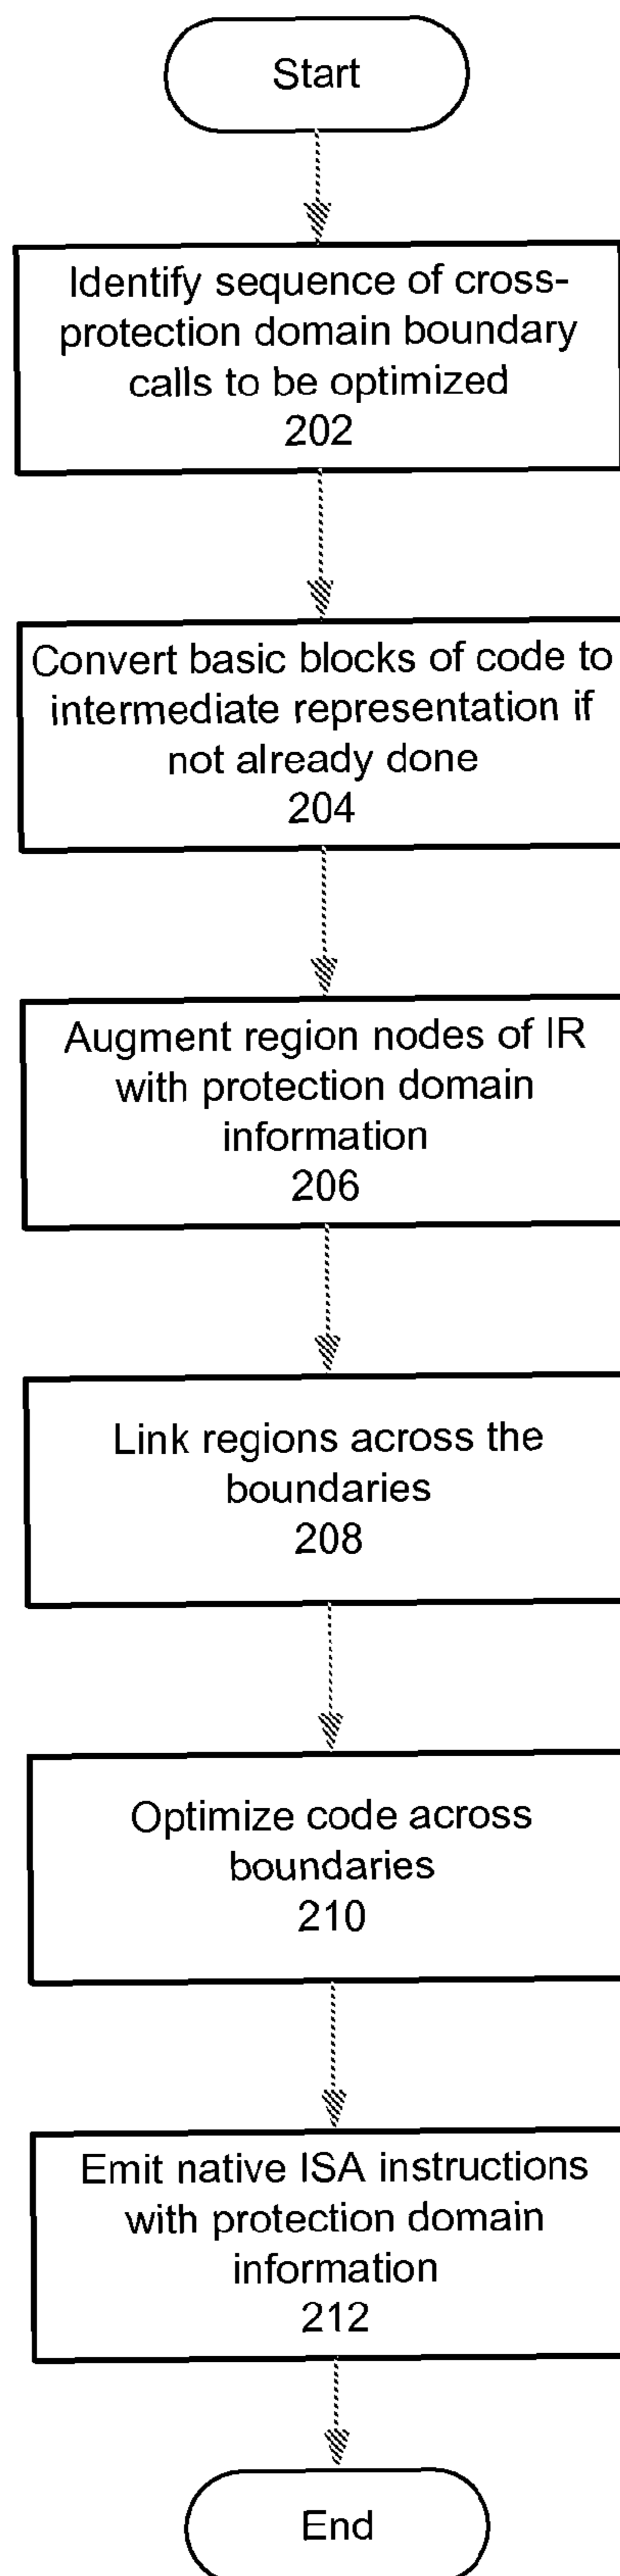 Start
Identify sequence of cross-
protection domain boundary
calls to be optimized
202
Convert basic blocks of code to
intermediate representation if
not already done
204
Augment region nodes of IR
with protection domain
information
206
Link regions across the
boundaries
208
Optimize code across
boundaries
210
Emit native ISA instructions
with protection domain
information
212
End